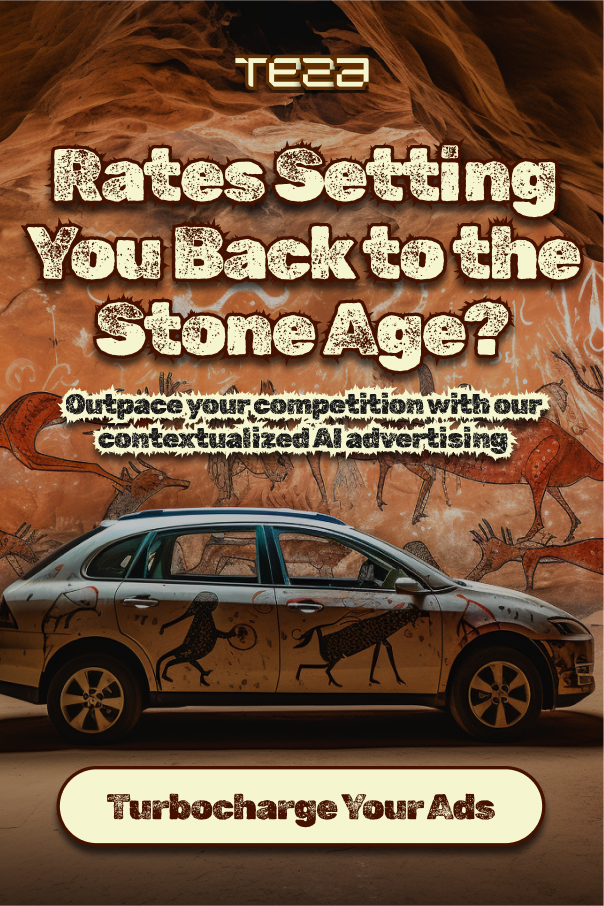 TEZA
Rates Setting
You Back to the
Stone Age?
Outpace your competition with our
contextualized AI advertising
Turbocharge Your Ads